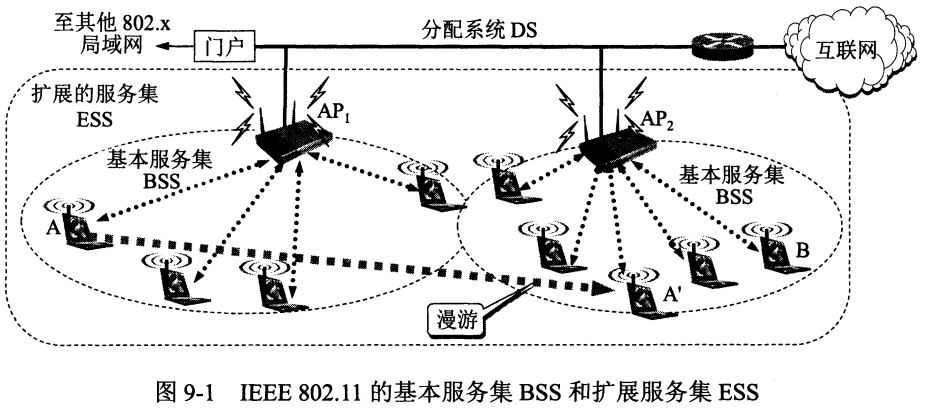 至其他 802.x
局域网
门户
分配系统 DS
互联网
扩展的服务集
ESS
AP1
AP2
基本服务集
BSS
基本服务集
BSS
A
B
A'
漫游
图 9-1 IEEE 802.11 的基本服务集 BSS 和扩展服务集 ESS